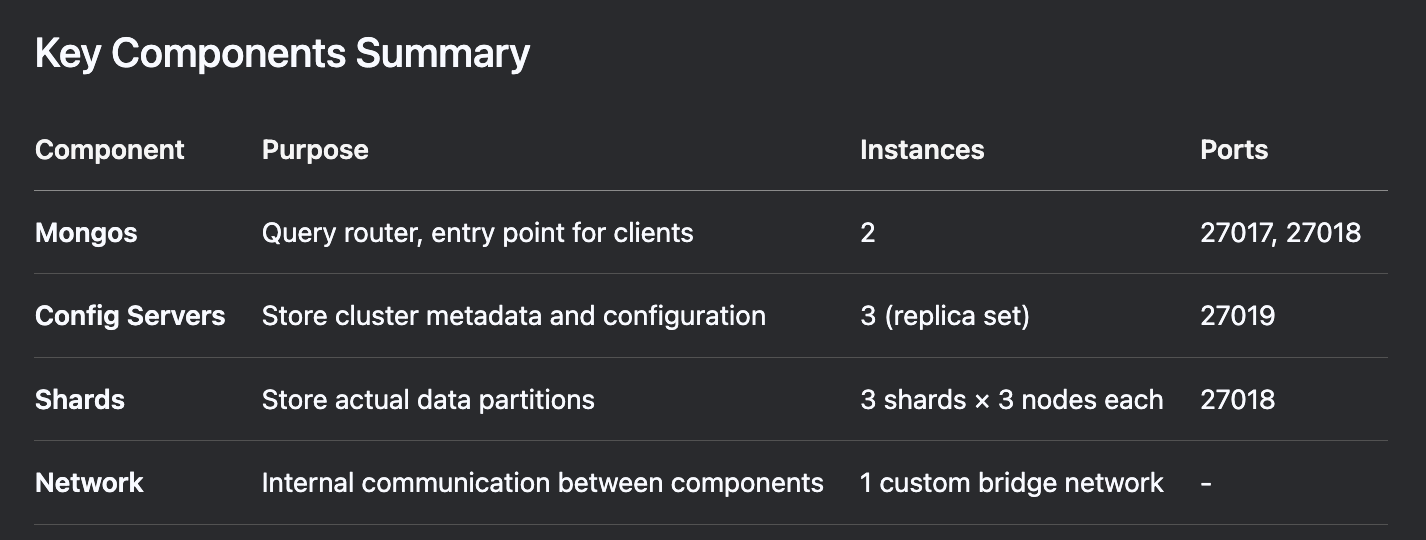 Key Components Summary
Component Purpose Instances Ports
Mongos Query router, entry point for clients 2 27017, 27018
Config Servers Store cluster metadata and configuration 3 (replica set) 27019
Shards Store actual data partitions 3 shards × 3 nodes each 27018
Network Internal communication between components 1 custom bridge network -